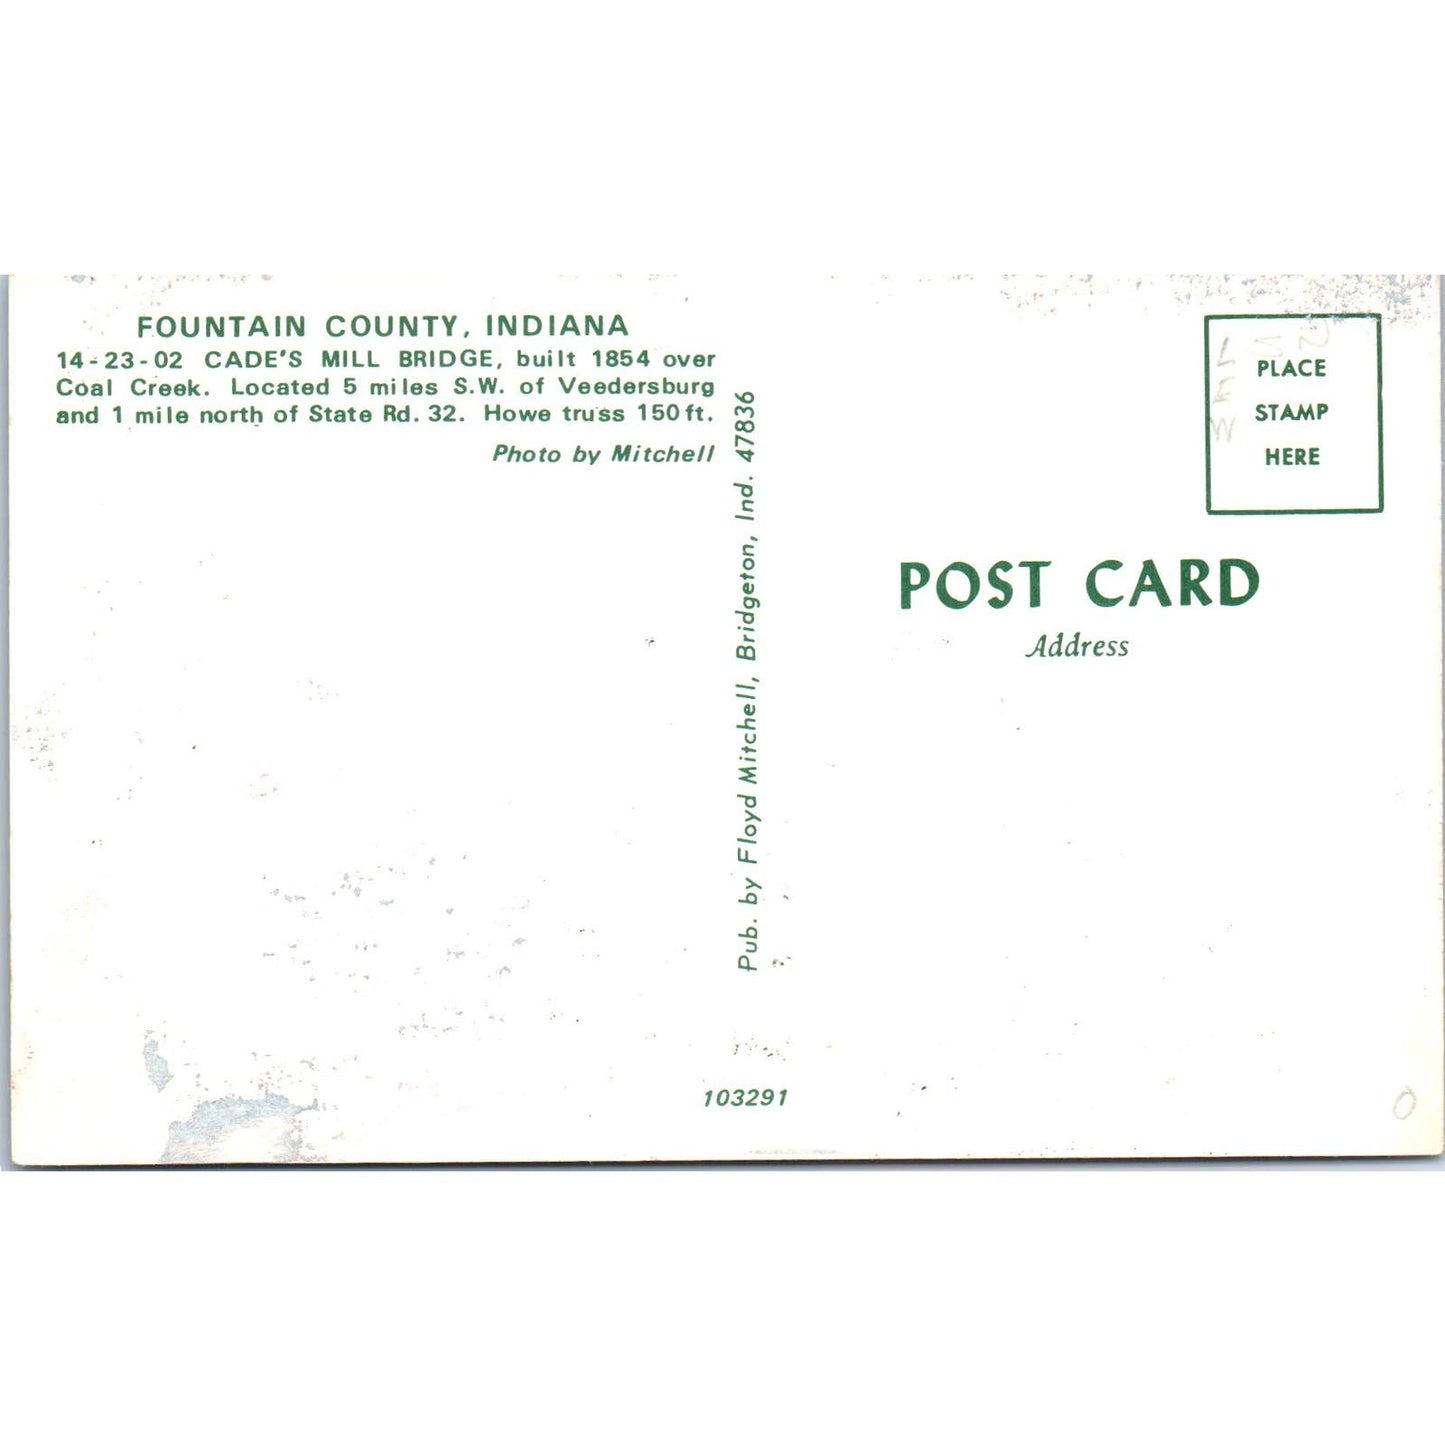 FOUNTAIN COUNTY, INDIANA
14-23-02 CADE'S MILL BRIDGE, built 1854 over
Coal Creek. Located 5 miles S.W. of Veedersburg
and 1 mile north of State Rd. 32. Howe truss 150 ft.
Photo by Mitchell
Pub. by Floyd Mitchell, Bridgeton, Ind. 47836
103291
PLACE
STAMP
HERE
POST CARD
Address